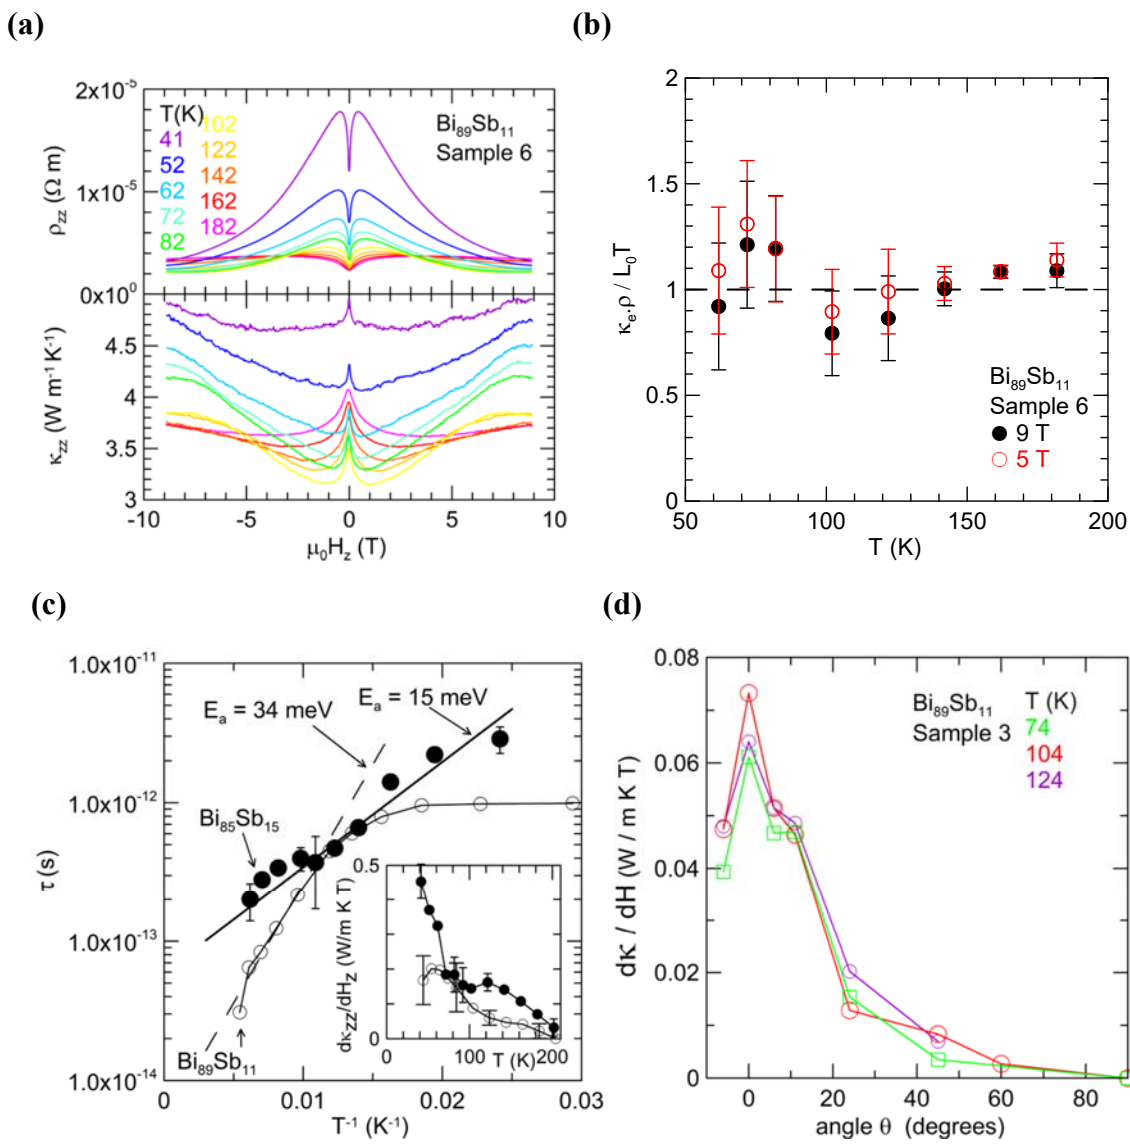 (a)
2x10⁻⁵
1x10⁻⁵
0x10⁰
ρzz (Ω m)
T(K)
41
52
62
72
82
102
122
142
162
182
Bi₈₉Sb₁₁
Sample 6
4.5
4
3.5
3
κzz (W m⁻¹ K⁻¹)
-10
-5
0
5
10
μ₀Hz (T)
(b)
2
1.5
1
0.5
0
κe.ρ / L₀T
Bi₈₉Sb₁₁
Sample 6
9 T
5 T
50
100
150
200
T (K)
(c)
1.0x10⁻¹¹
1.0x10⁻¹²
1.0x10⁻¹³
1.0x10⁻¹⁴
τ (s)
Eₐ = 34 meV
Eₐ = 15 meV
Bi₈₅Sb₁₅
Bi₈₉Sb₁₁
0.5
0
dκzz/dHz (W/m K T)
0
100
200
T (K)
0
0.01
0.02
0.03
T⁻¹ (K⁻¹)
(d)
0.08
0.06
0.04
0.02
0
dκ / dH (W / m K T)
Bi₈₉Sb₁₁
Sample 3
T (K)
74
104
124
0
20
40
60
80
angle θ (degrees)